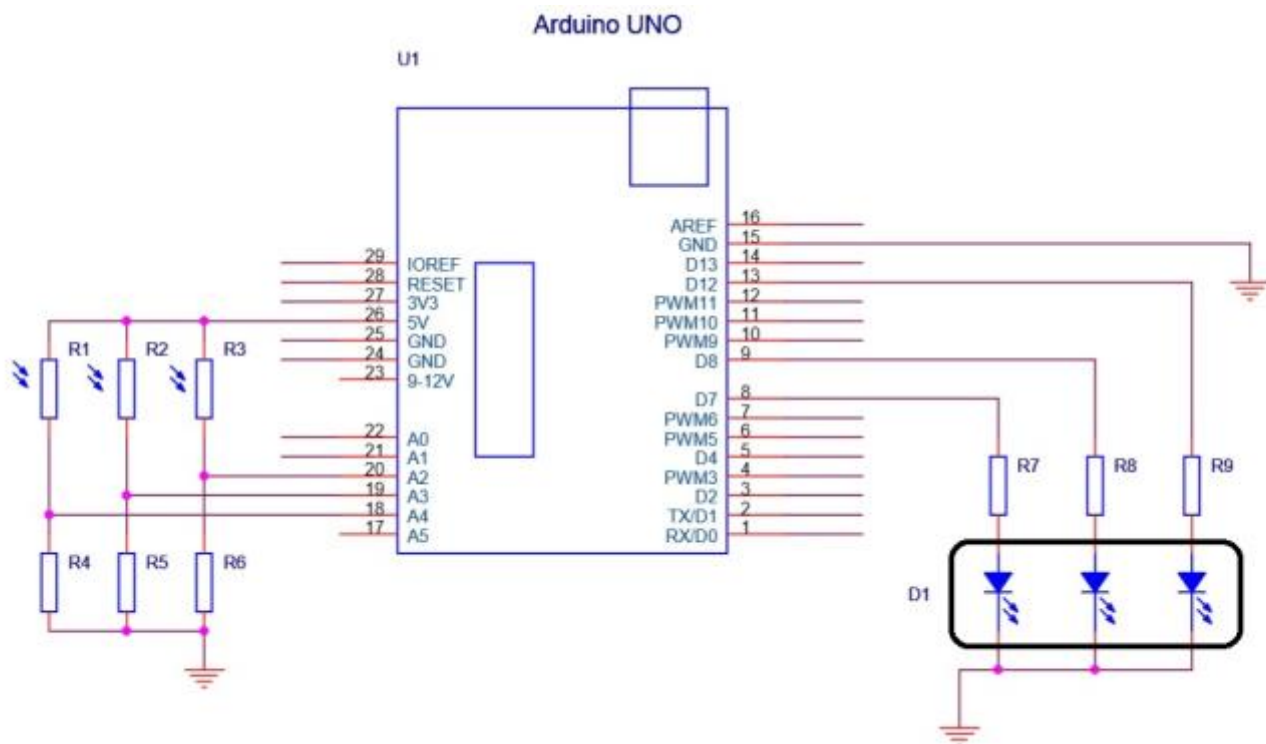 Arduino UNO
U1
16 AREF
15 GND
14 D13
13 D12
12 PWM11
11 PWM10
10 PWM9
9 D8
8 D7
7 PWM6
6 PWM5
5 D4
4 PWM3
3 D2
2 TX/D1
1 RX/D0
29 IOREF
28 RESET
27 3V3
26 5V
25 GND
24 GND
23 9-12V
22 A0
21 A1
20 A2
19 A3
18 A4
17 A5
R1 R2 R3
R4 R5 R6
R7 R8 R9
D1